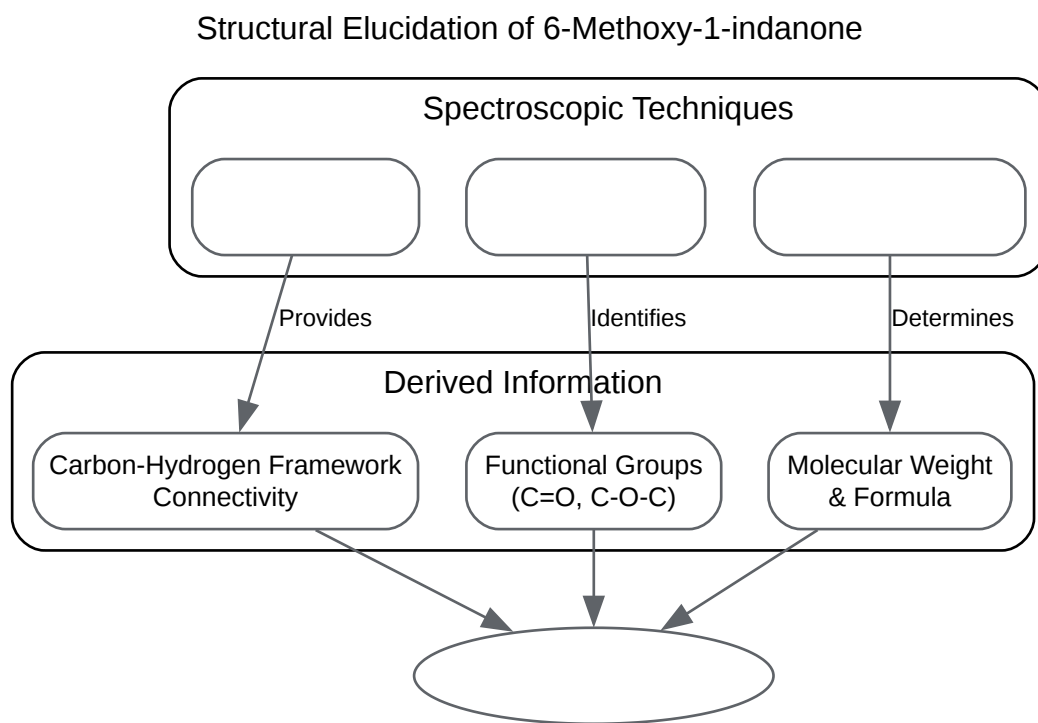 Structural Elucidation of 6-Methoxy-1-indanone
Spectroscopic Techniques
Provides
Identifies
Determines
Derived Information
Carbon-Hydrogen Framework
Connectivity
Functional Groups
(C=O, C-O-C)
Molecular Weight
& Formula